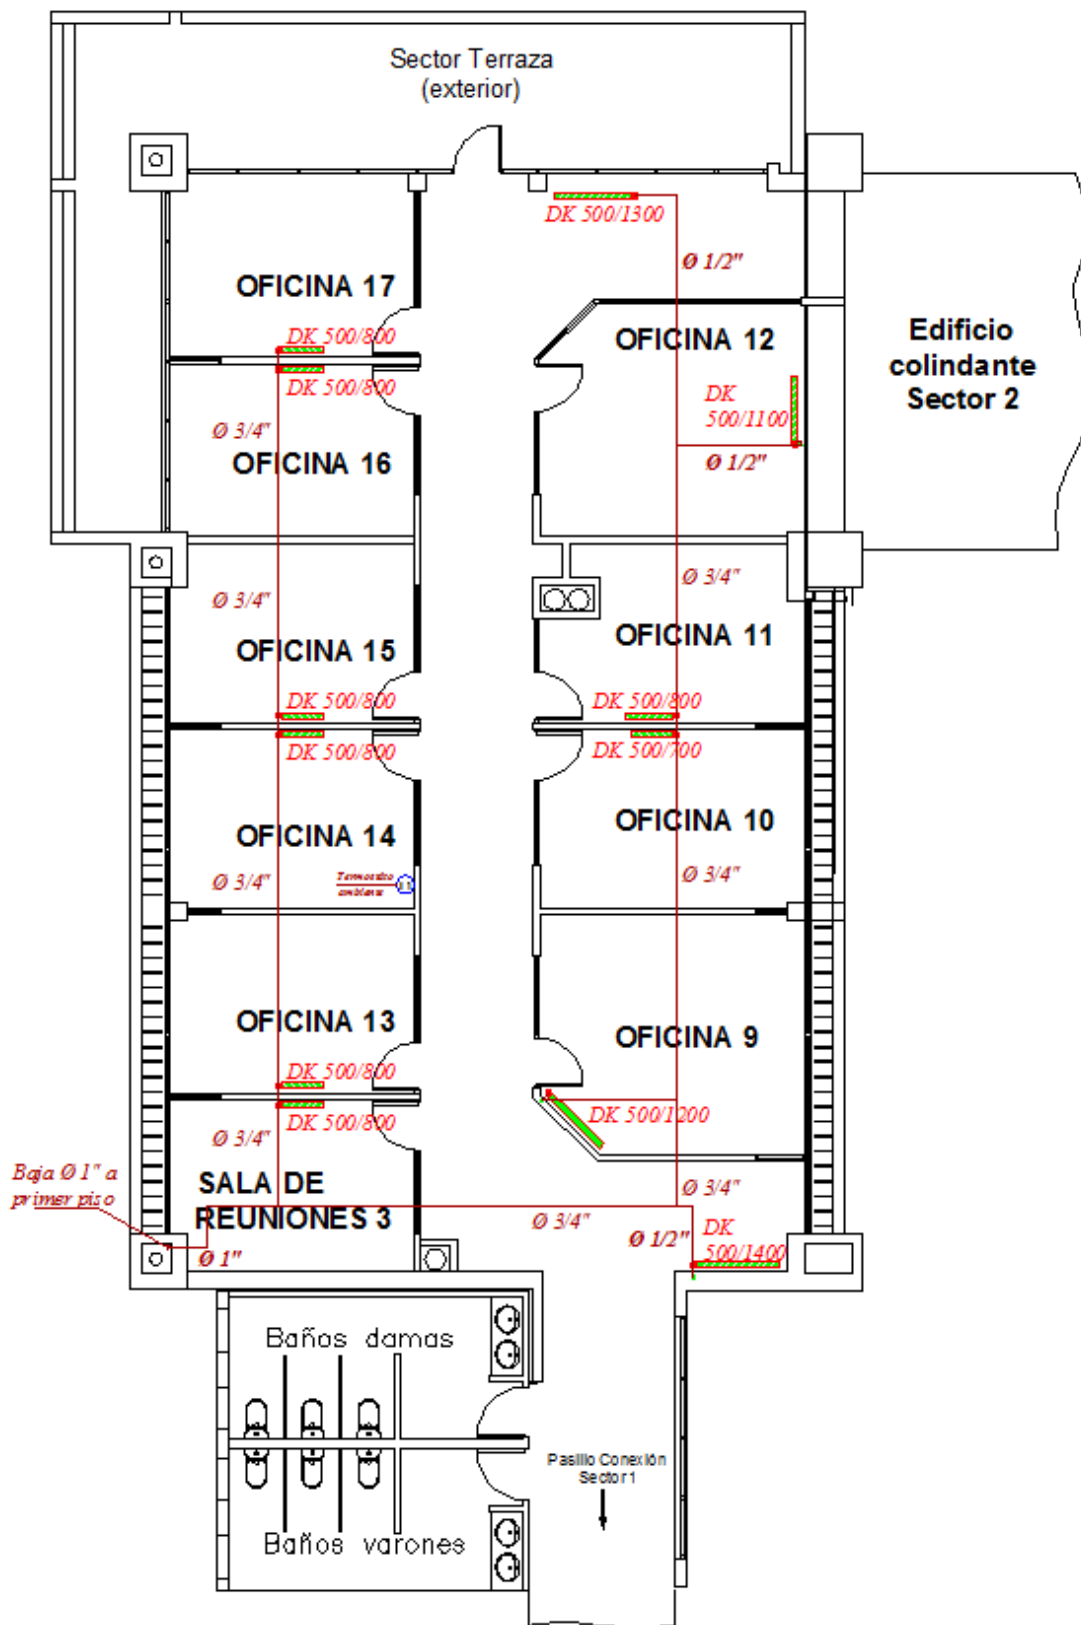 Sector Terraza
(exterior)
DK 500/1300
Ø 1/2"
OFICINA 17
DK 500/800
DK 500/800
Ø 3/4"
OFICINA 16
OFICINA 12
DK
500/1100
Ø 1/2"
Edificio
colindante
Sector 2
Ø 3/4"
Ø 3/4"
OFICINA 15
OFICINA 11
DK 500/800
DK 500/800
DK 500/800
DK 500/700
OFICINA 14
OFICINA 10
Ø 3/4"
Termostato
ambiente
Ø 3/4"
OFICINA 13
OFICINA 9
DK 500/800
DK 500/800
DK 500/1200
Ø 3/4"
Baja Ø 1" a
primer piso
SALA DE
REUNIONES 3
Ø 3/4"
Ø 3/4"
Ø 1/2"
DK
500/1400
Ø 1"
Baños damas
Pasillo Conexión
Sector 1
Baños varones